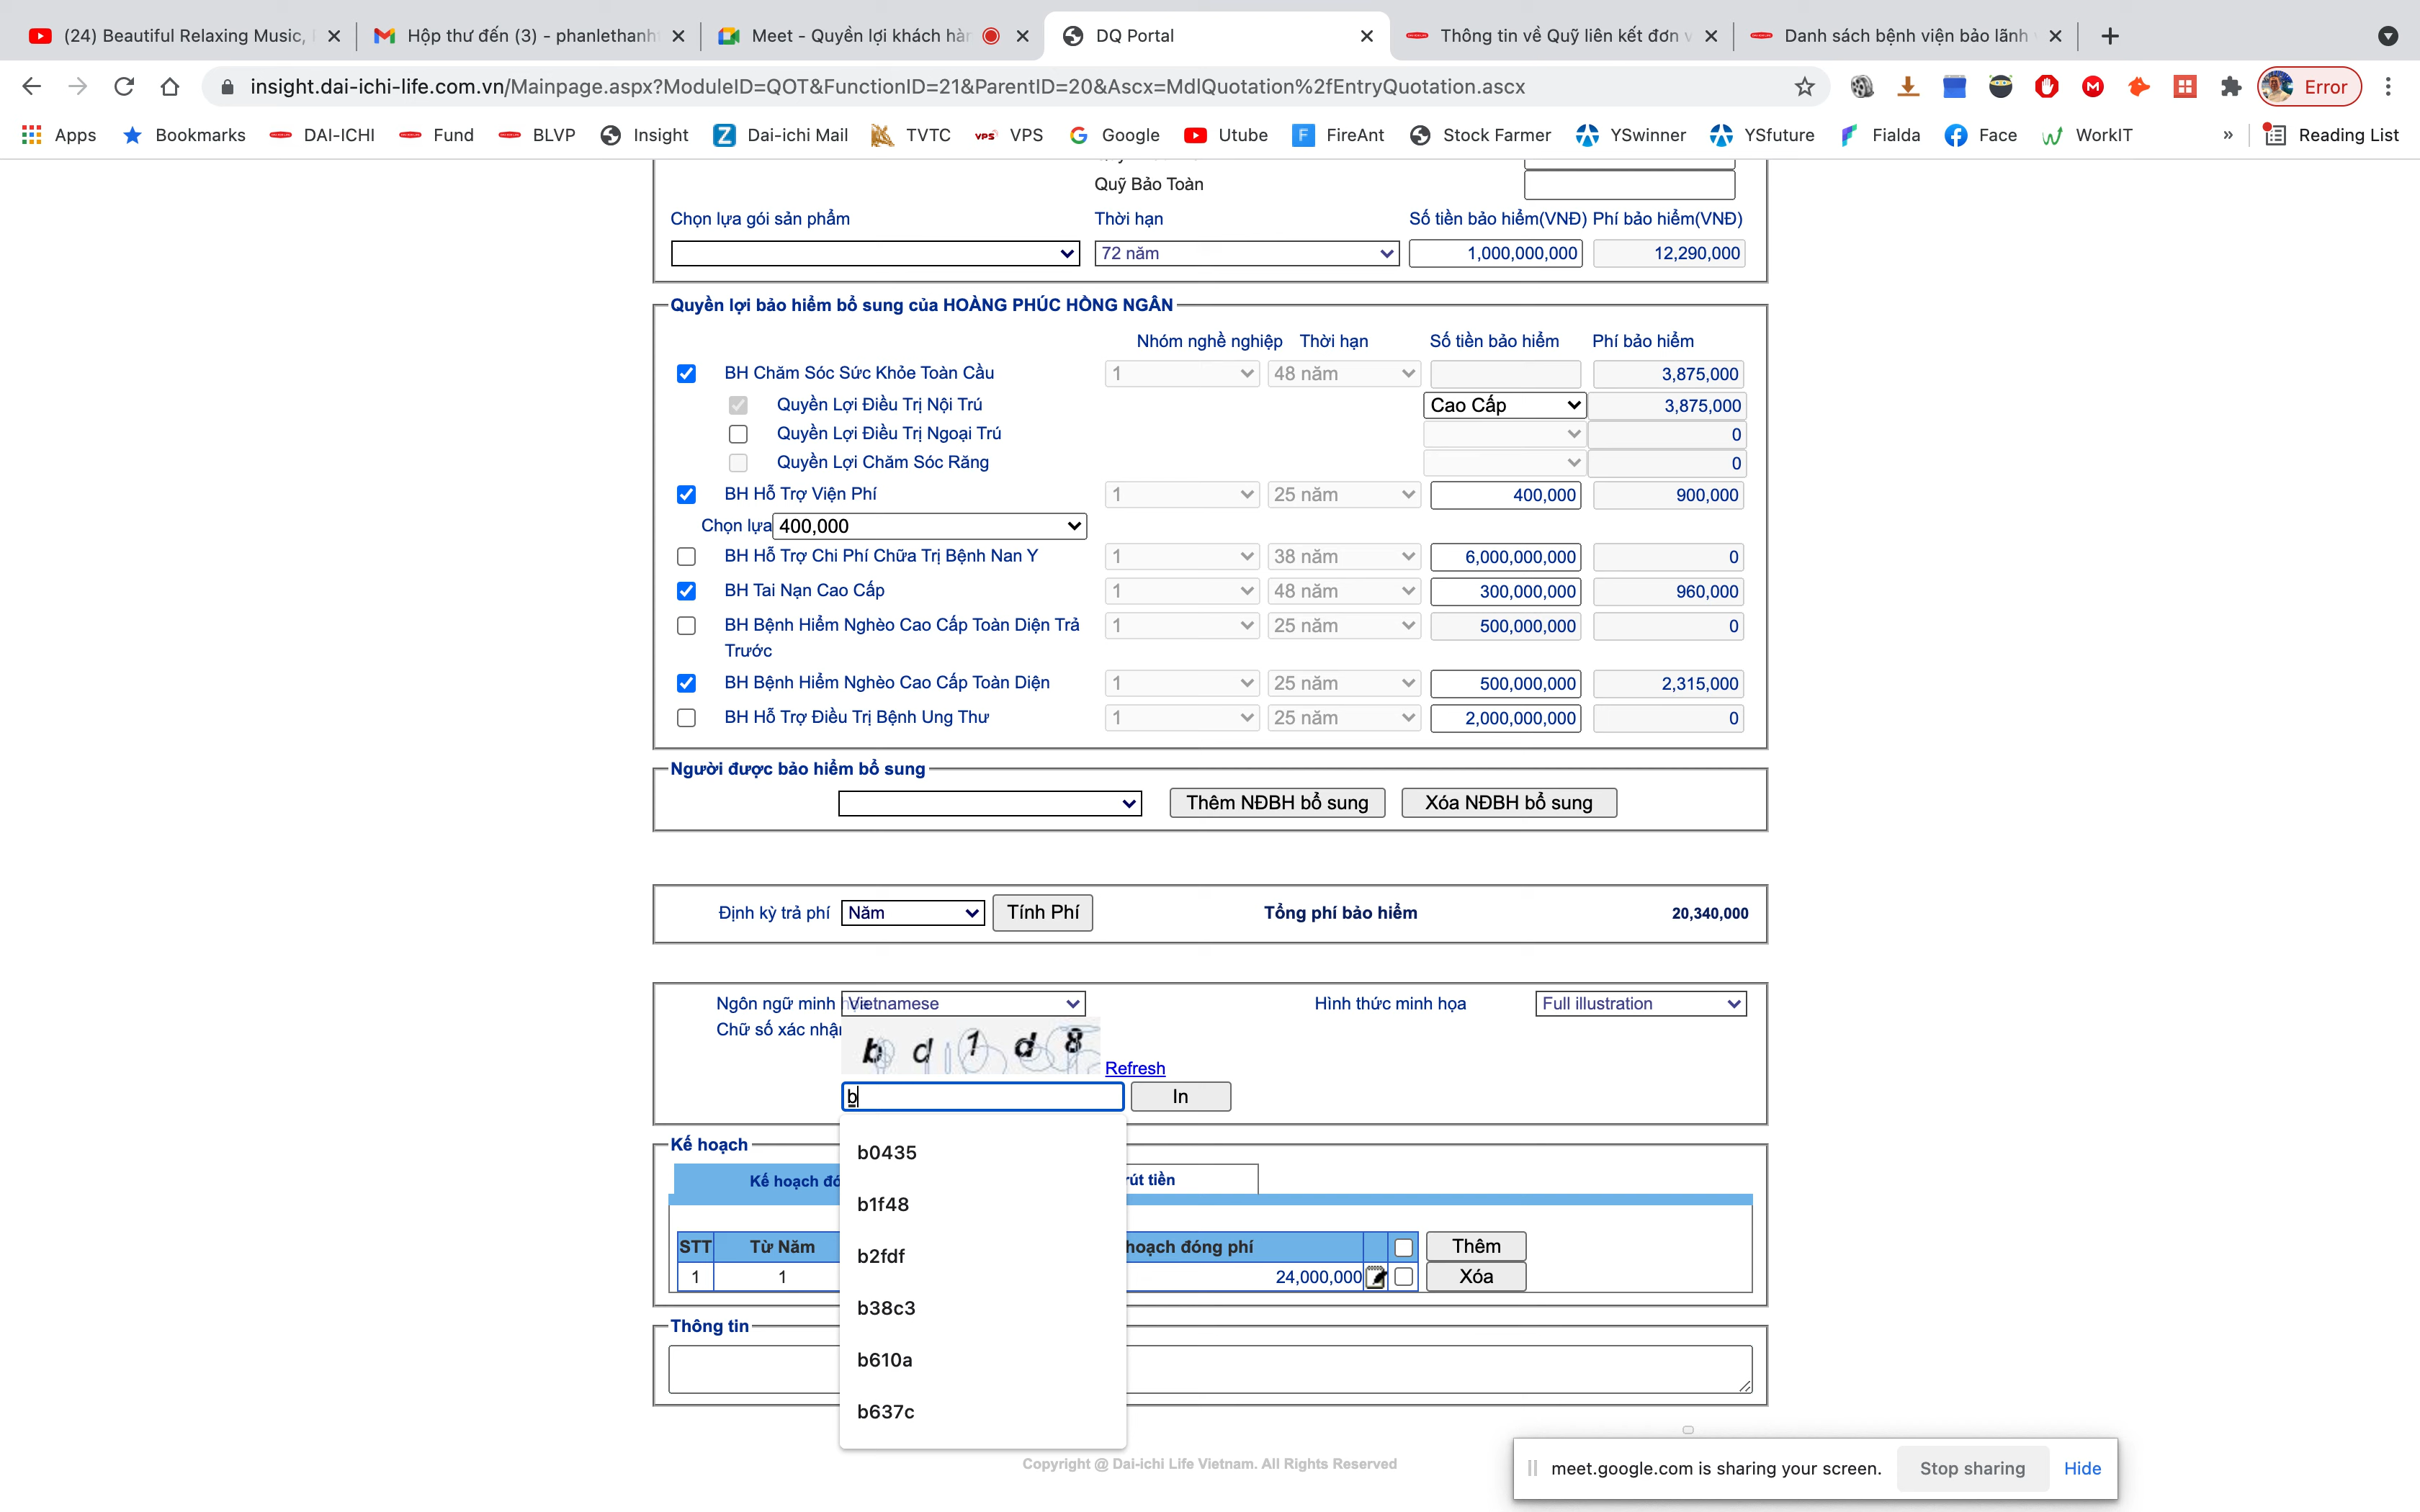 (24) Beautiful Relaxing Music,
Hộp thư đến (3) - phanlethanh
Meet - Quyền lợi khách hàn
DQ Portal
Thông tin về Quỹ liên kết đơn v
Danh sách bệnh viện bảo lãnh
insight.dai-ichi-life.com.vn/Mainpage.aspx?ModuleID=QOT&FunctionID=21&ParentID=20&Ascx=MdlQuotation%2fEntryQuotation.ascx
Error
Apps Bookmarks DAI-ICHI Fund BLVP Insight Dai-ichi Mail TVTC VPS VPS Google Utube FireAnt Stock Farmer YSwinner YSfuture Fialda Face WorkIT » Reading List
Quỹ Bảo Toàn
Chọn lựa gói sản phẩm Thời hạn Số tiền bảo hiểm(VNĐ) Phí bảo hiểm(VNĐ)
72 năm 1,000,000,000 12,290,000
Quyền lợi bảo hiểm bổ sung của HOÀNG PHÚC HỒNG NGÂN
Nhóm nghề nghiệp Thời hạn Số tiền bảo hiểm Phí bảo hiểm
BH Chăm Sóc Sức Khỏe Toàn Cầu 1 48 năm 3,875,000
Quyền Lợi Điều Trị Nội Trú Cao Cấp 3,875,000
Quyền Lợi Điều Trị Ngoại Trú 0
Quyền Lợi Chăm Sóc Răng 0
BH Hỗ Trợ Viện Phí 1 25 năm 400,000 900,000
Chọn lựa 400,000
BH Hỗ Trợ Chi Phí Chữa Trị Bệnh Nan Y 1 38 năm 6,000,000,000 0
BH Tai Nạn Cao Cấp 1 48 năm 300,000,000 960,000
BH Bệnh Hiểm Nghèo Cao Cấp Toàn Diện Trả 1 25 năm 500,000,000 0
Trước
BH Bệnh Hiểm Nghèo Cao Cấp Toàn Diện 1 25 năm 500,000,000 2,315,000
BH Hỗ Trợ Điều Trị Bệnh Ung Thư 1 25 năm 2,000,000,000 0
Người được bảo hiểm bổ sung
Thêm NĐBH bổ sung Xóa NĐBH bổ sung
Định kỳ trả phí Năm Tính Phí Tổng phí bảo hiểm 20,340,000
Ngôn ngữ minh Vietnamese Hình thức minh họa Full illustration
Chữ số xác nhậ
b d 1 d 8
Refresh
b In
b0435
b1f48
b2fdf
b38c3
b610a
b637c
Kế hoạch
Kế hoạch đó rút tiền
STT Từ Năm hoạch đóng phí Thêm
1 1 24,000,000 Xóa
Thông tin
Copyright @ Dai-ichi Life Vietnam. All Rights Reserved
meet.google.com is sharing your screen. Stop sharing Hide